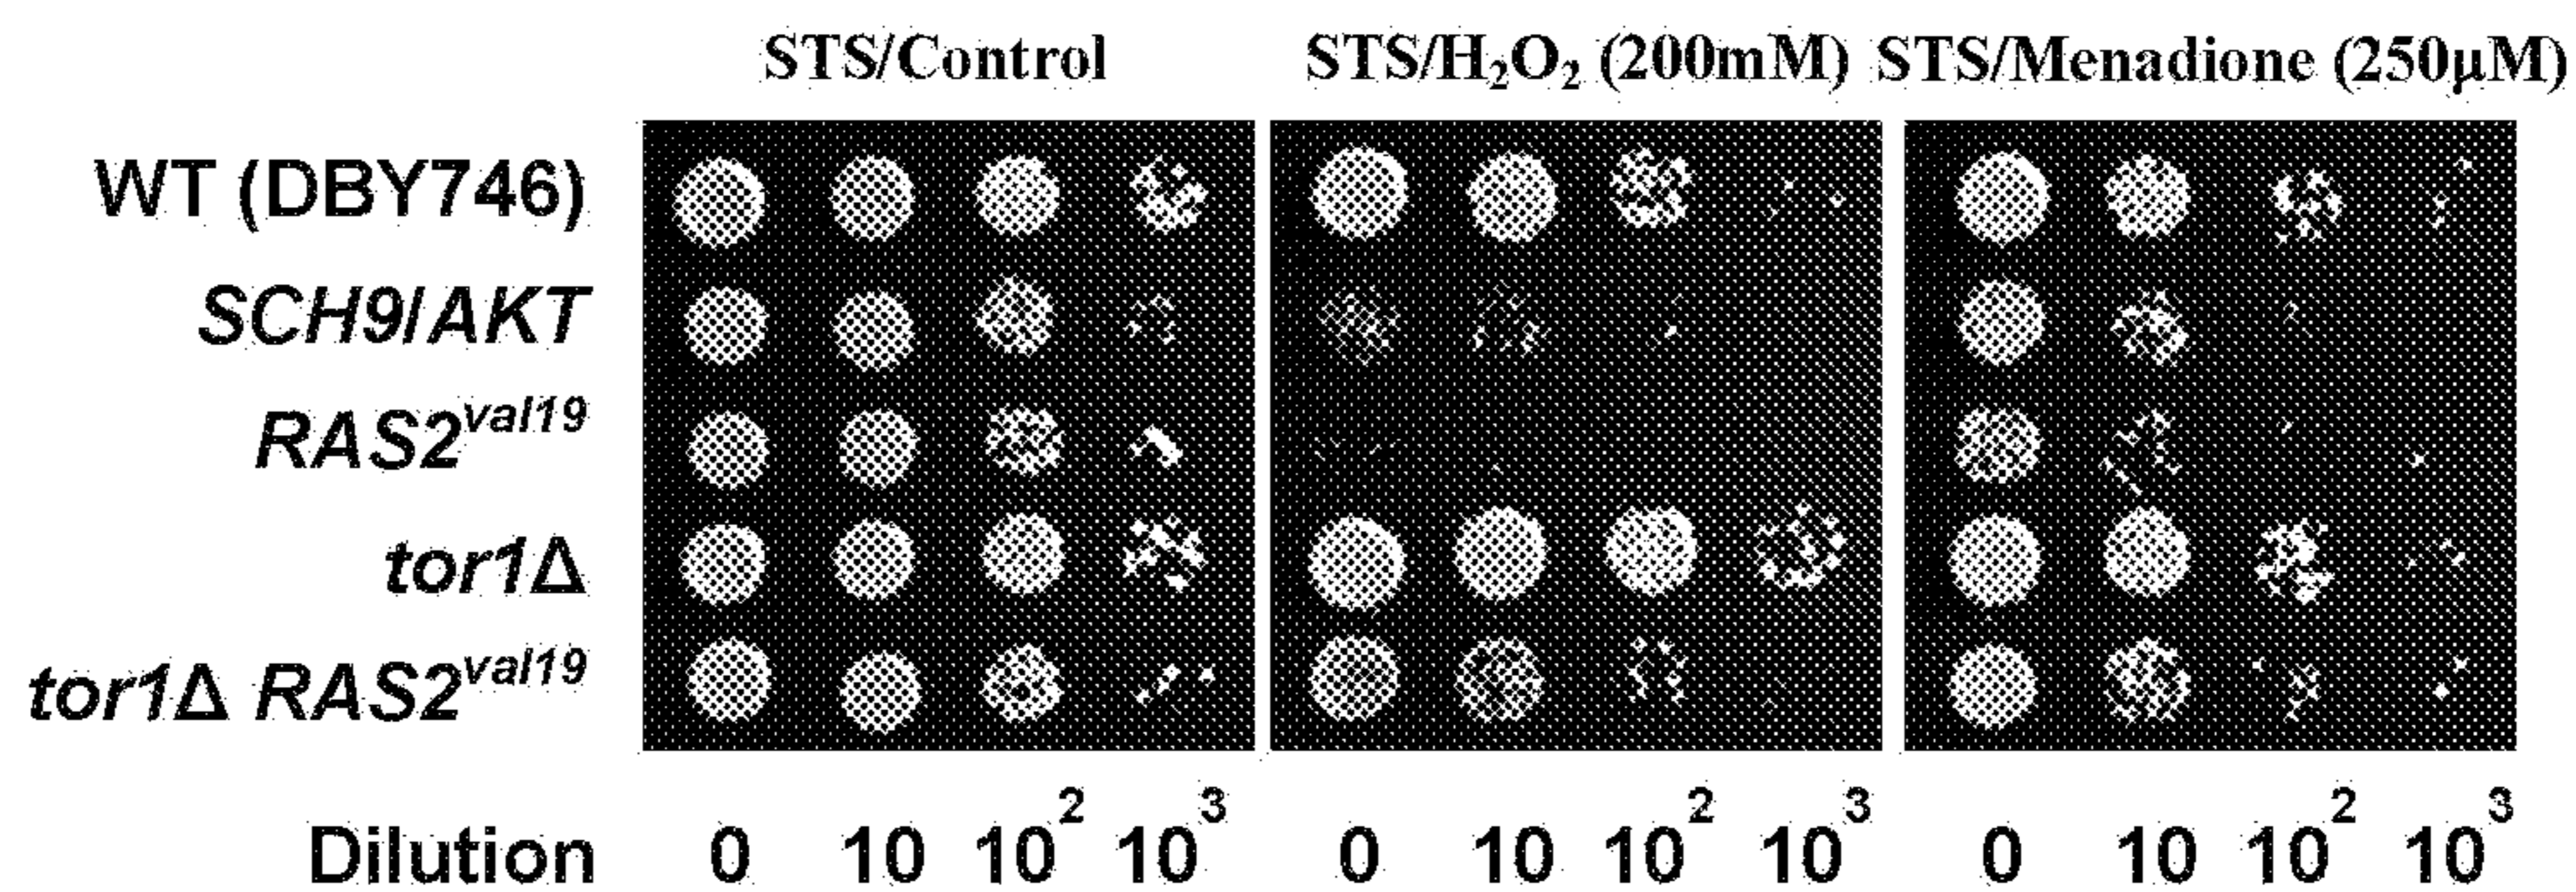 STS/Control STS/H₂O₂ (200mM) STS/Menadione (250μM)
WT (DBY746)
SCH9/AKT
RAS2ᵛᵃˡ¹⁹
tor1Δ
tor1Δ RAS2ᵛᵃˡ¹⁹
Dilution 0 10 10² 10³ 0 10 10² 10³ 0 10 10² 10³